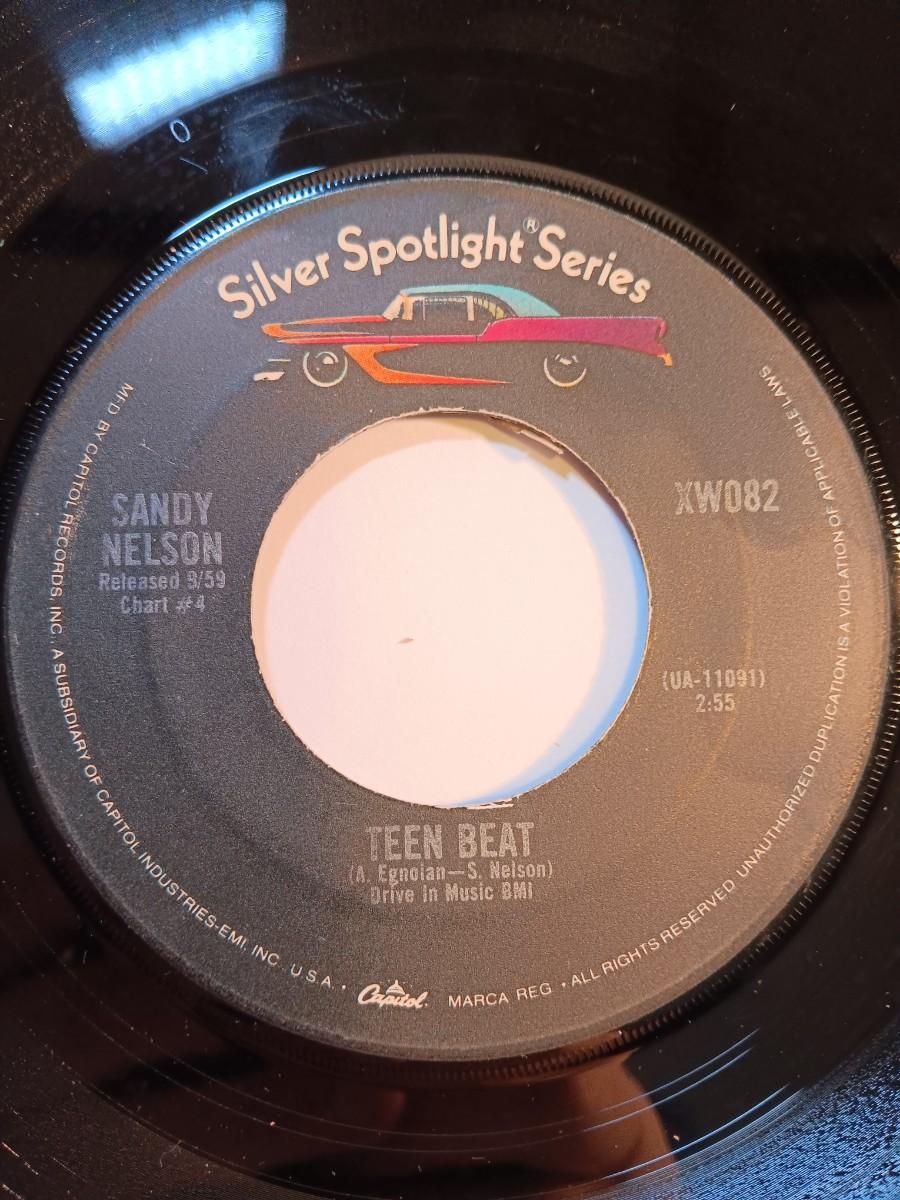 Silver Spotlight® Series
SANDY
NELSON
Released 9/59
Chart #4
XW082
(UA-11091)
2:55
TEEN BEAT
(A. Egnoian—S. Nelson)
Drive In Music BMI
MFD BY CAPITOL RECORDS, INC., A SUBSIDIARY OF CAPITOL INDUSTRIES-EMI, INC. U.S.A. • Capitol. MARCA REG • ALL RIGHTS RESERVED UNAUTHORIZED DUPLICATION IS A VIOLATION OF APPLICABLE LAWS